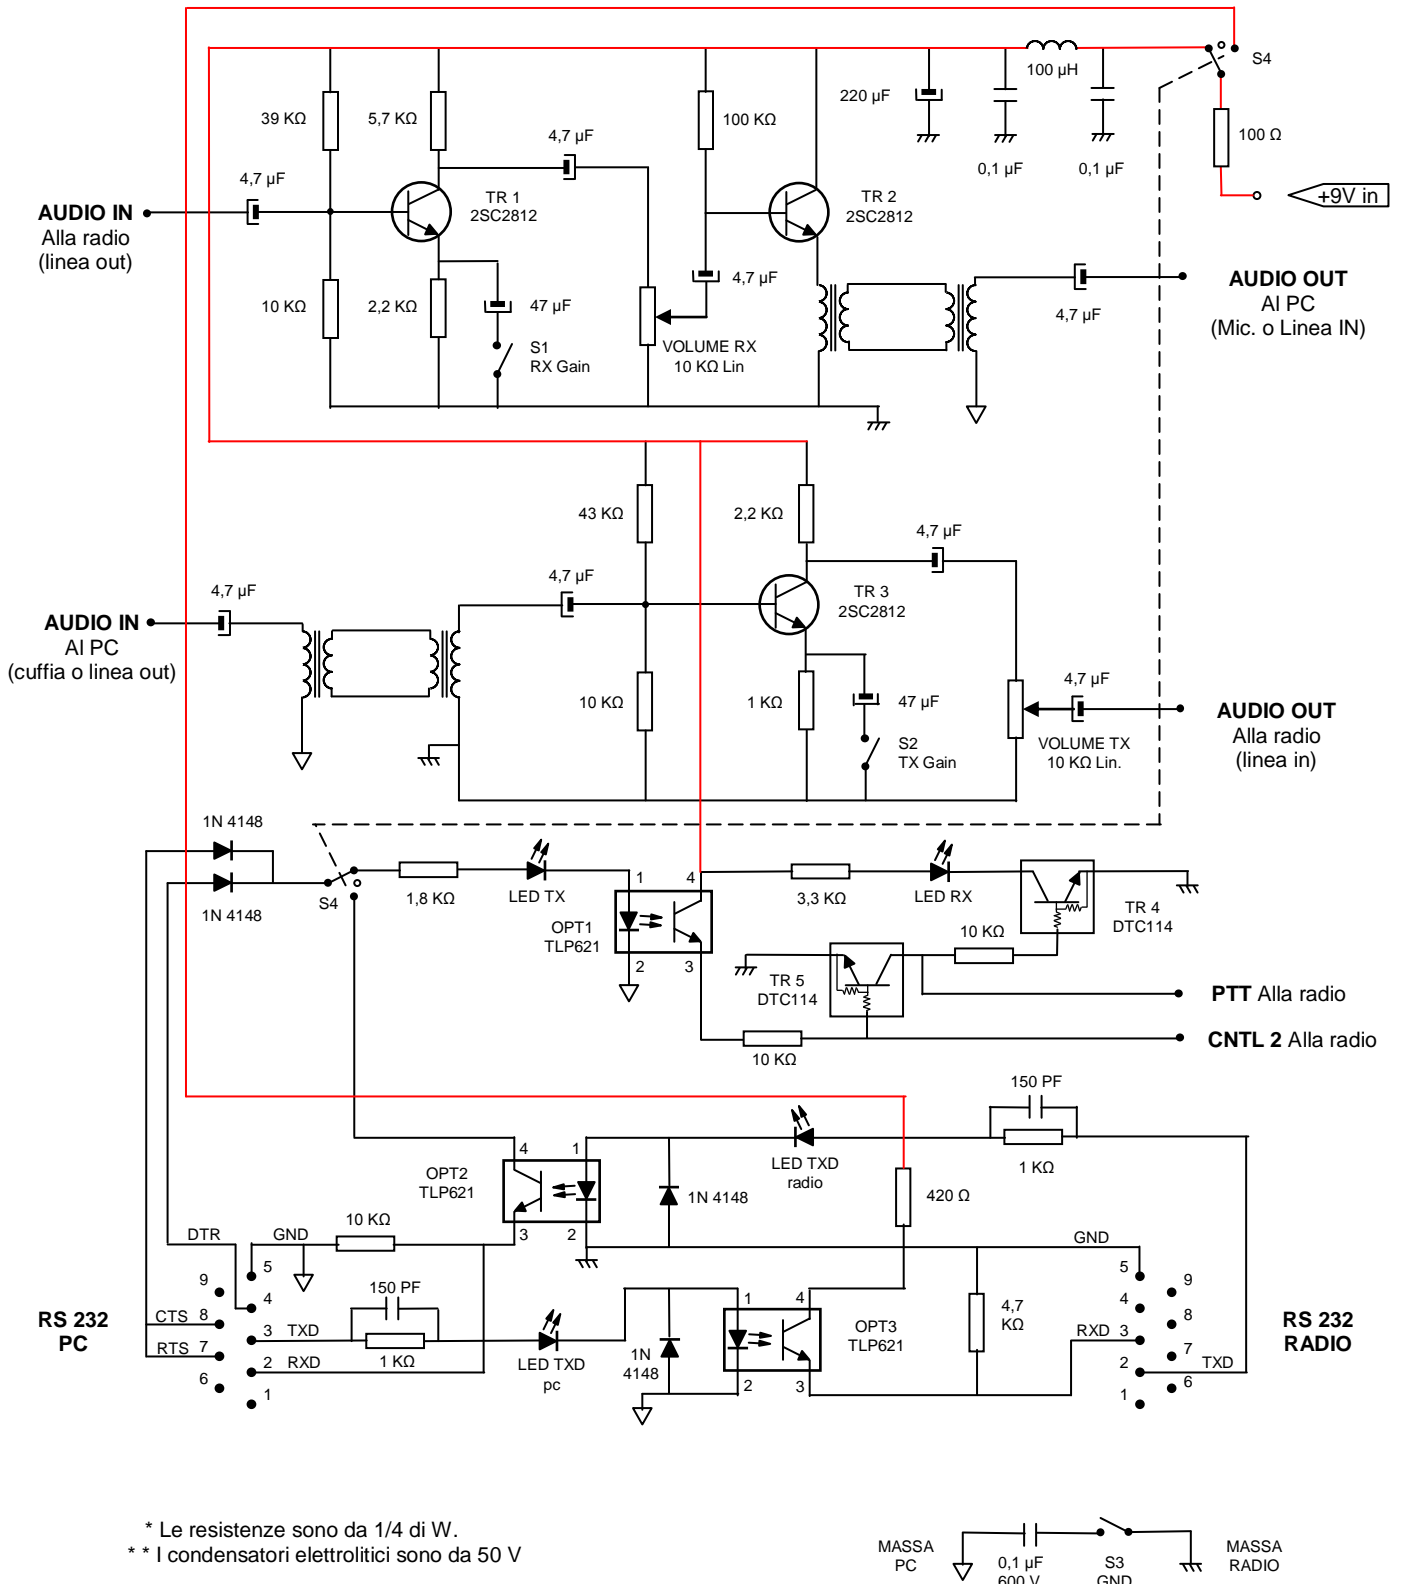 S4
100 µH
220 µF
39 KΩ
5,7 KΩ
100 KΩ
100 Ω
4,7 µF
0,1 µF
0,1 µF
4,7 µF
+9V in
TR 1
2SC2812
TR 2
2SC2812
AUDIO IN
Alla radio
(linea out)
AUDIO OUT
Al PC
(Mic. o Linea IN)
10 KΩ
2,2 KΩ
47 µF
4,7 µF
4,7 µF
S1
RX Gain
VOLUME RX
10 KΩ Lin
43 KΩ
2,2 KΩ
4,7 µF
4,7 µF
4,7 µF
TR 3
2SC2812
AUDIO IN
Al PC
(cuffia o linea out)
10 KΩ
1 KΩ
47 µF
4,7 µF
S2
TX Gain
VOLUME TX
10 KΩ Lin.
AUDIO OUT
Alla radio
(linea in)
1N 4148
1N 4148
S4
1,8 KΩ
LED TX
1
4
OPT1
TLP621
2
3
3,3 KΩ
LED RX
TR 4
DTC114
10 KΩ
TR 5
DTC114
PTT Alla radio
CNTL 2 Alla radio
10 KΩ
150 PF
1 KΩ
LED TXD
radio
4
1
OPT2
TLP621
3
2
1N 4148
420 Ω
10 KΩ
DTR
GND
GND
5
9
4
150 PF
CTS
8
3
TXD
1 KΩ
RTS
7
2
RXD
6
1
RS 232
PC
LED TXD
pc
1N
4148
1
4
OPT3
TLP621
2
3
4,7
KΩ
5
9
4
8
RXD
3
7
2
TXD
6
1
RS 232
RADIO
* Le resistenze sono da 1/4 di W.
* * I condensatori elettrolitici sono da 50 V
MASSA
PC
0,1 µF
600 V
S3
GND
MASSA
RADIO